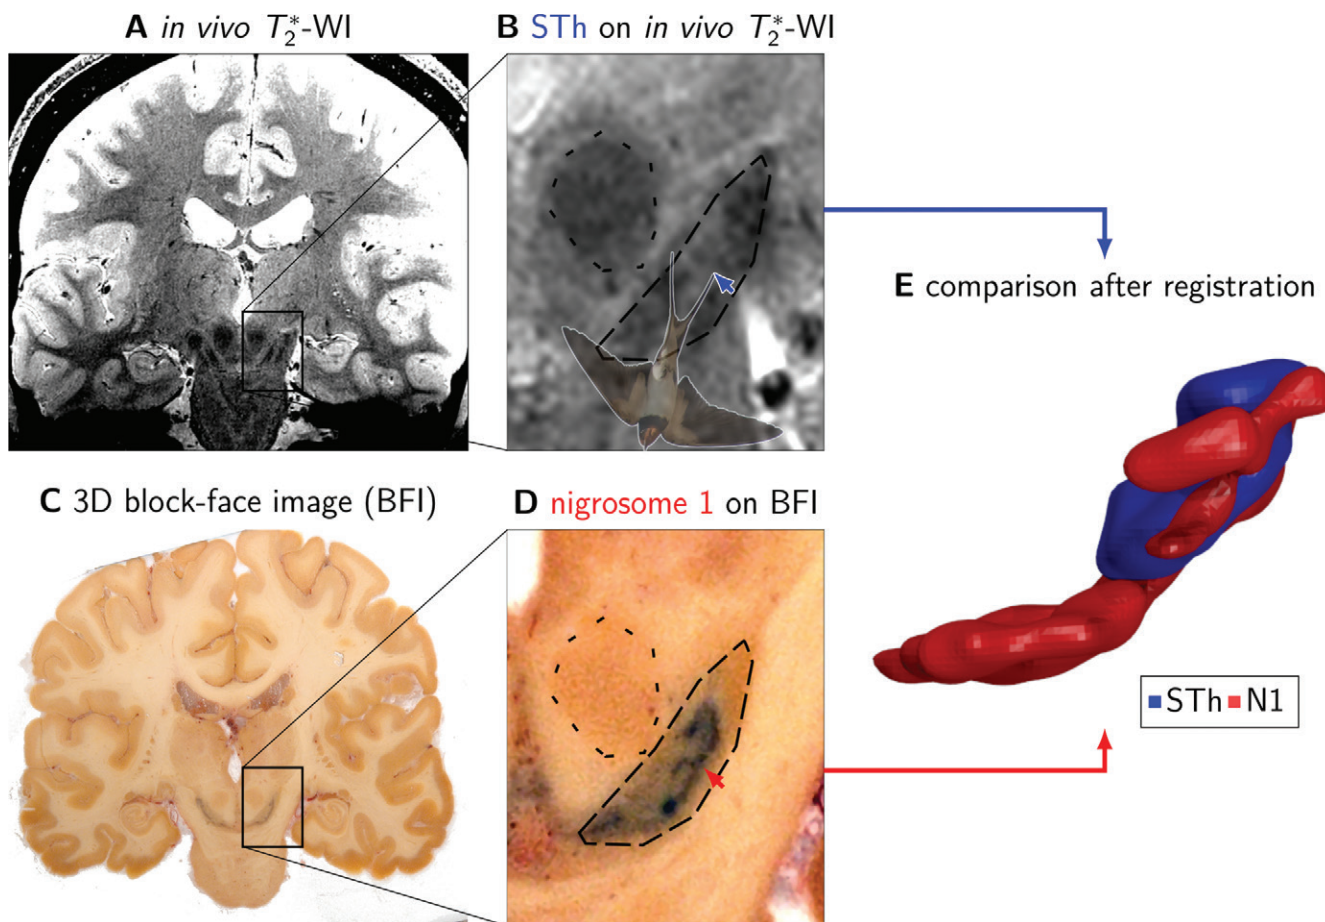 A in vivo T₂*-WI
B STh on in vivo T₂*-WI
E comparison after registration
C 3D block-face image (BFI)
D nigrosome 1 on BFI
STh N1